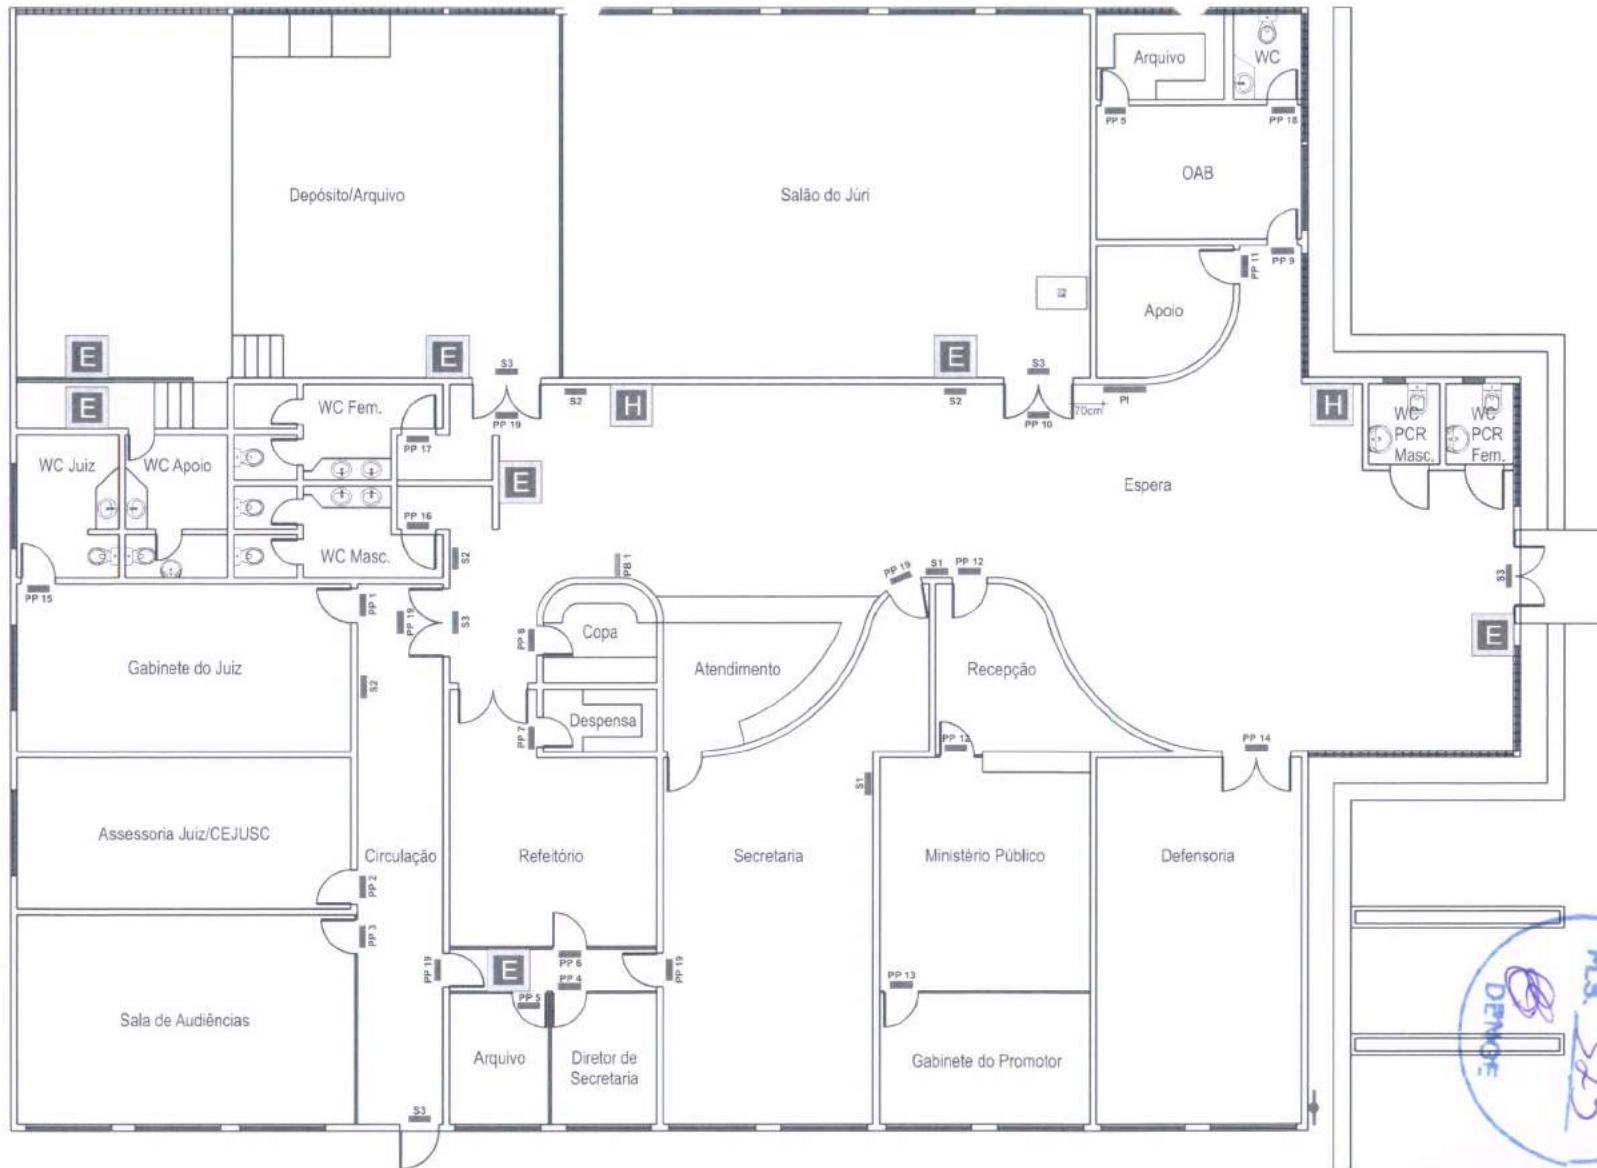 Arquivo
WC
PP 5
PP 18
OAB
Depósito/Arquivo
Salão do Júri
PP 9
PP 11
Apoio
E
E
E
S3
S3
S2
H
S2
PI
70cm
H
PP 19
PP 10
E
WC Fem.
PP 17
WC
PCR
Masc.
WC
PCR
Fem.
WC Juiz
WC Apoio
E
Espera
PP 16
WC Masc.
S2
PB 1
PP 19
S1
PP 12
S3
PP 15
PP 1
PP 19
S3
PP 8
Copa
E
Gabinete do Juiz
Atendimento
Recepção
S2
Despensa
PP 7
PP 12
PP 14
S1
Assessoria Juiz/CEJUSC
Circulação
Refeitório
Secretaria
Ministério Público
Defensoria
PP 2
PP 3
PP 19
E
PP 6
PP 4
PP 19
PP 13
PP 5
Sala de Audiências
Arquivo
Diretor de
Secretaria
Gabinete do Promotor
S3
DENGE